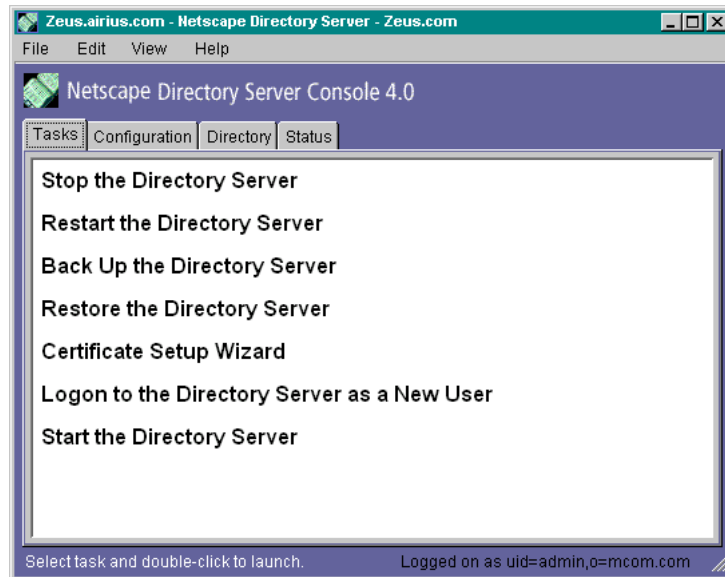 Zeus.airius.com - Netscape Directory Server - Zeus.com
File Edit View Help
Netscape Directory Server Console 4.0
Tasks Configuration Directory Status
Stop the Directory Server
Restart the Directory Server
Back Up the Directory Server
Restore the Directory Server
Certificate Setup Wizard
Logon to the Directory Server as a New User
Start the Directory Server
Select task and double-click to launch. Logged on as uid=admin,o=mcom.com